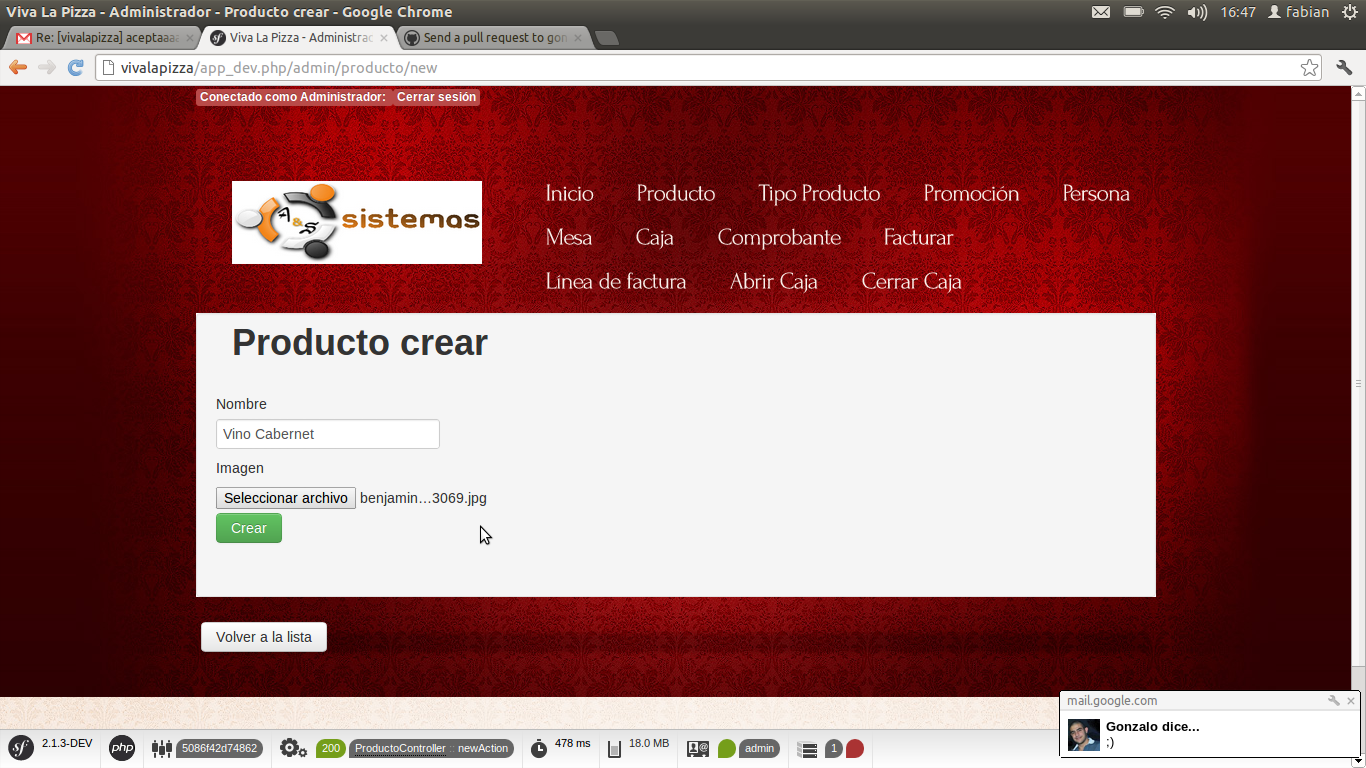 Viva La Pizza - Administrador - Producto crear - Google Chrome
16:47 fabian
Re: [vivalapizza] aceptaaa
Viva La Pizza - Administrac
Send a pull request to gon
vivalapizza/app_dev.php/admin/producto/new
Conectado como Administrador: Cerrar sesión
A & S sistemas
Inicio Producto Tipo Producto Promoción Persona
Mesa Caja Comprobante Facturar
Línea de factura Abrir Caja Cerrar Caja
Producto crear
Nombre
Vino Cabernet
Imagen
Seleccionar archivo benjamin...3069.jpg
Crear
Volver a la lista
mail.google.com
Gonzalo dice...
;)
sf 2.1.3-DEV php 5086f42d74862 200 ProductoController :: newAction 478 ms 18.0 MB admin 1